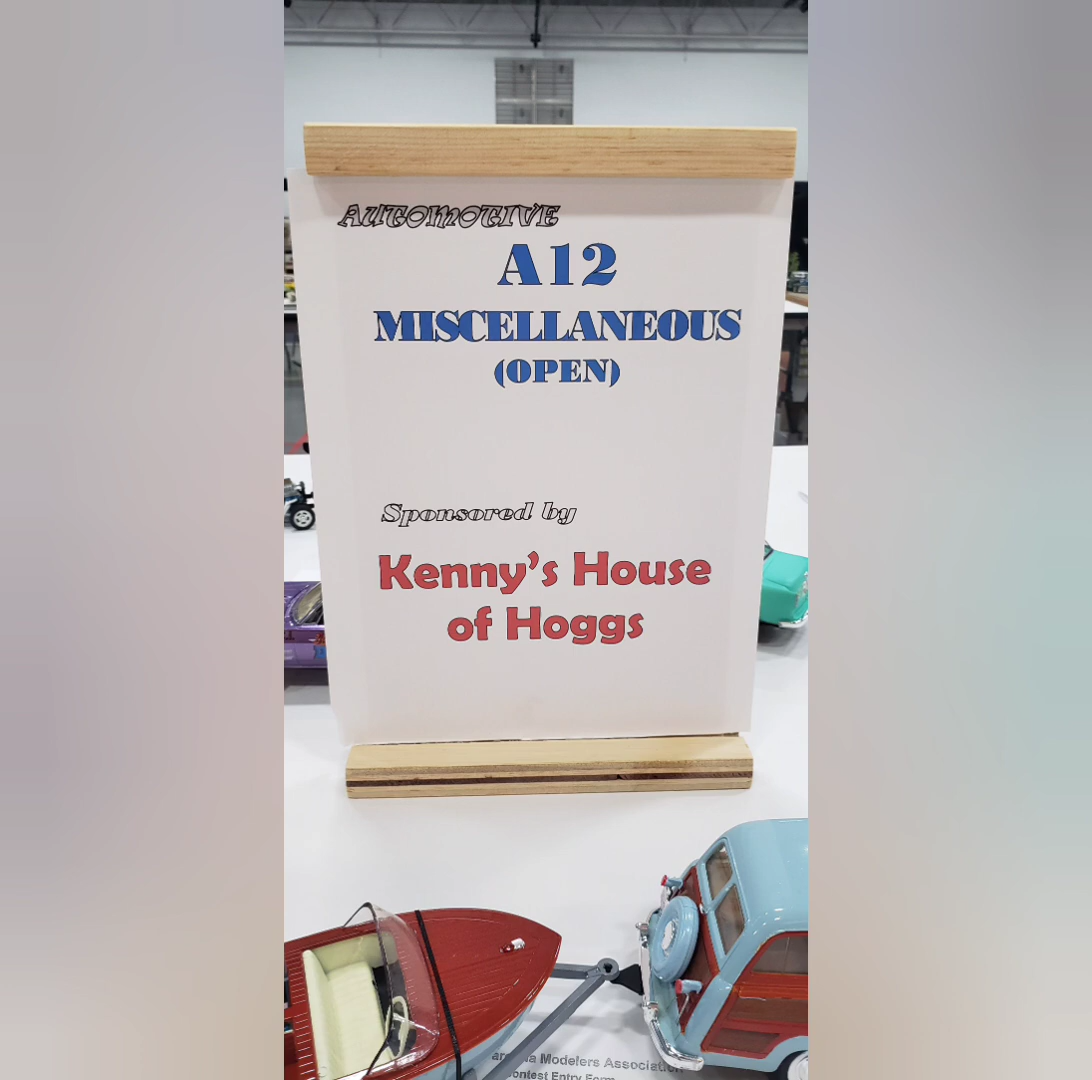 AUTOMOTIVE
A12
MISCELLANEOUS
(OPEN)
Sponsored by
Kenny's House
of Hoggs
Modelers Association
Contest Entry Form